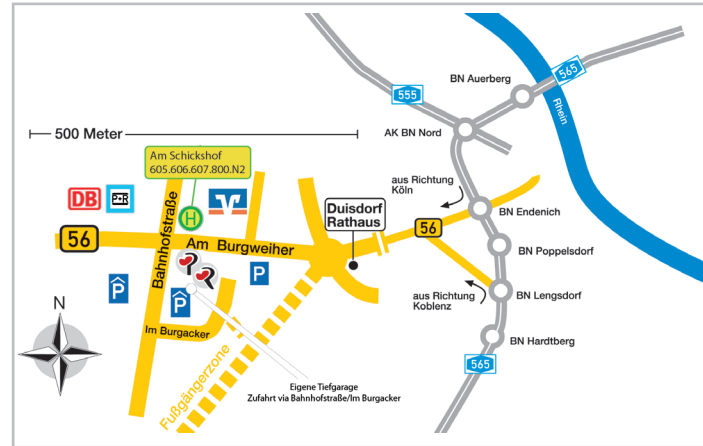 565
BN Auerberg
555
Rhein
AK BN Nord
500 Meter
Am Schickshof
605.606.607.800.N2
DB
P+R
H
aus Richtung
Köln
Duisdorf
Rathaus
BN Endenich
56
56
Am Burgweiher
Bahnhofstraße
BN Poppelsdorf
P
P
P
aus Richtung
Koblenz
BN Lengsdorf
N
Im Burgacker
BN Hardtberg
565
Fußgängerzone
Eigene Tiefgarage
Zufahrt via Bahnhofstraße/Im Burgacker